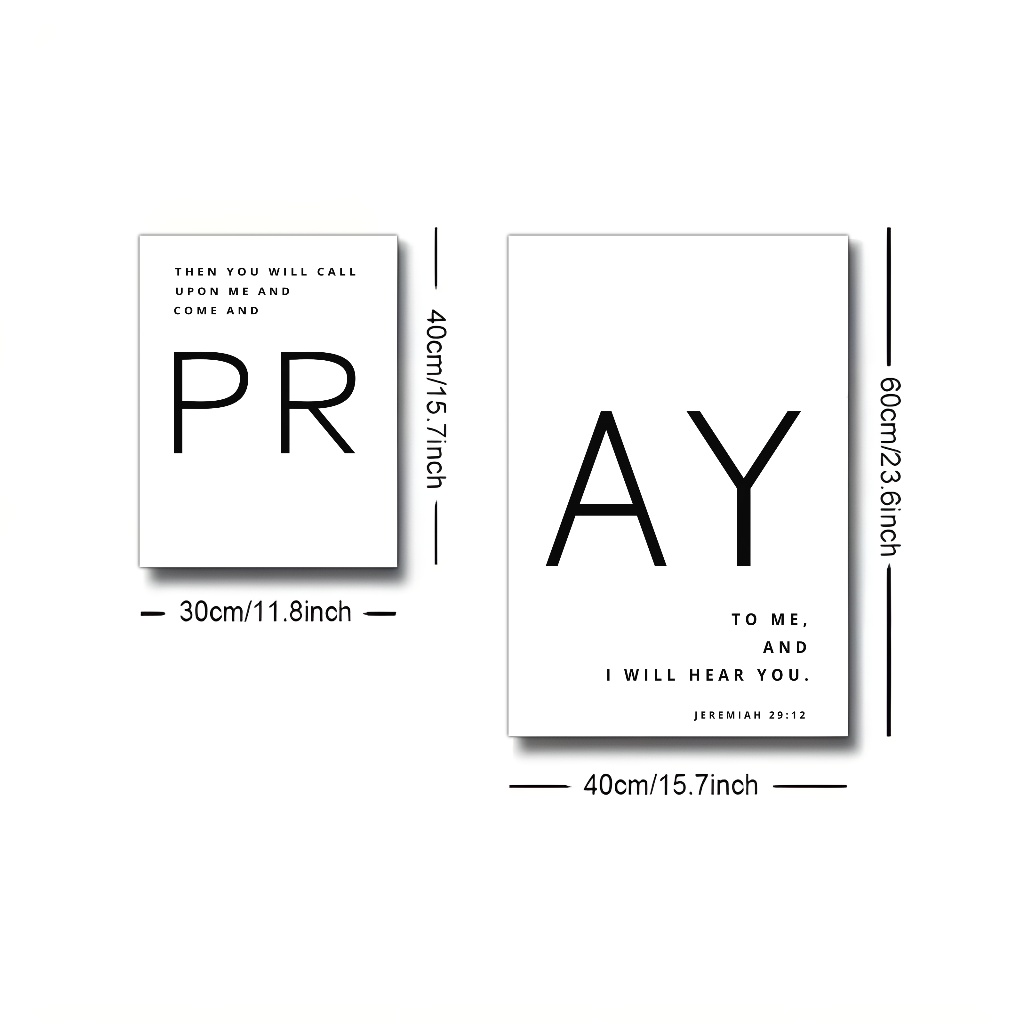 THEN YOU WILL CALL
UPON ME AND
COME AND
PR
40cm/15.7inch
30cm/11.8inch
AY
TO ME,
AND
I WILL HEAR YOU.
JEREMIAH 29:12
60cm/23.6inch
40cm/15.7inch